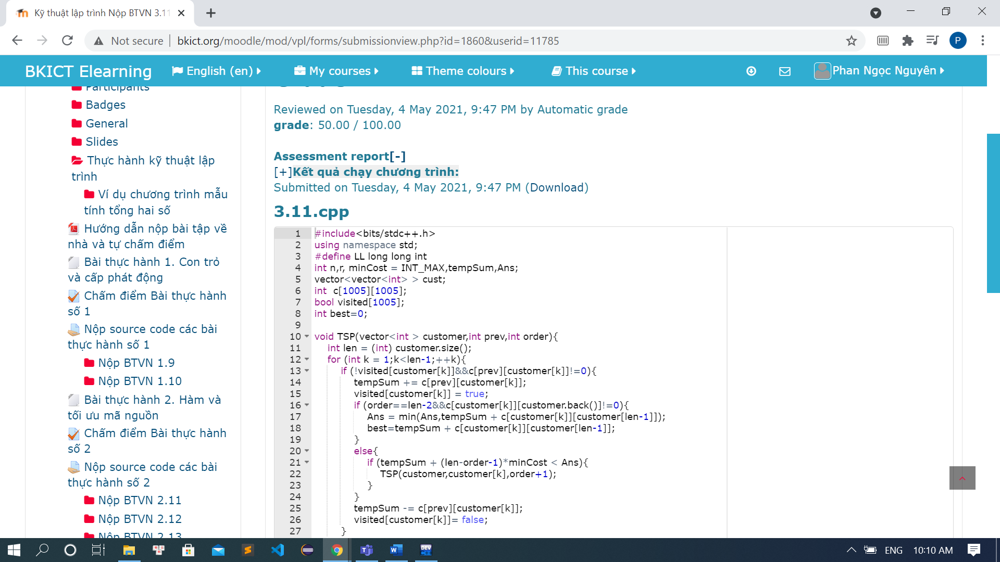 Kỹ thuật lập trình Nộp BTVN 3.11
Not secure
bkict.org/moodle/mod/vpl/forms/submissionview.php?id=1860&userid=11785
P
BKICT Elearning
English (en)
My courses
Theme colours
This course
Phan Ngọc Nguyên
Participants
Badges
General
Slides
Thực hành kỹ thuật lập
trình
Ví dụ chương trình mẫu
tính tổng hai số
Hướng dẫn nộp bài tập về
nhà và tự chấm điểm
Bài thực hành 1. Con trỏ
và cấp phát động
Chấm điểm Bài thực hành
số 1
Nộp source code các bài
thực hành số 1
Nộp BTVN 1.9
Nộp BTVN 1.10
Bài thực hành 2. Hàm và
tối ưu mã nguồn
Chấm điểm Bài thực hành
số 2
Nộp source code các bài
thực hành số 2
Nộp BTVN 2.11
Nộp BTVN 2.12
Nộp BTVN 2.13
Reviewed on Tuesday, 4 May 2021, 9:47 PM by Automatic grade
grade: 50.00 / 100.00
Assessment report[-]
[+]Kết quả chạy chương trình:
Submitted on Tuesday, 4 May 2021, 9:47 PM (Download)
3.11.cpp
1 #include<bits/stdc++.h>
2 using namespace std;
3 #define LL long long int
4 int n,r, minCost = INT_MAX,tempSum,Ans;
5 vector<vector<int> > cust;
6 int  c[1005][1005];
7 bool visited[1005];
8 int best=0;
9
10 void TSP(vector<int > customer,int prev,int order){
11 int len = (int) customer.size();
12 for (int k = 1;k<len-1;++k){
13 if (!visited[customer[k]]&&c[prev][customer[k]]!=0){
14 tempSum += c[prev][customer[k]];
15 visited[customer[k]] = true;
16 if (order==len-2&&c[customer[k]][customer.back()]!=0){
17 Ans = min(Ans,tempSum + c[customer[k]][customer[len-1]]);
18 best=tempSum + c[customer[k]][customer[len-1]];
19 }
20 else{
21 if (tempSum + (len-order-1)*minCost < Ans){
22 TSP(customer,customer[k],order+1);
23 }
24 }
25 tempSum -= c[prev][customer[k]];
26 visited[customer[k]]= false;
27 }
DEV
ENG
10:10 AM